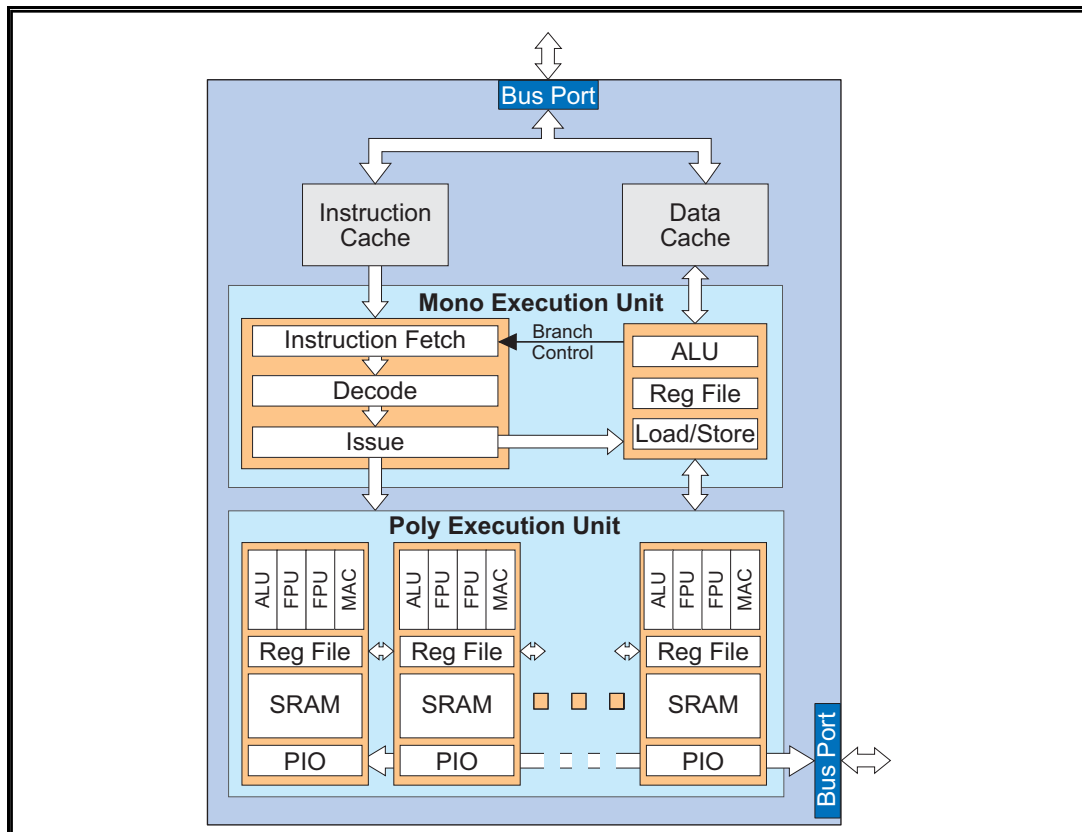 Bus Port
Instruction
Cache
Data
Cache
Mono Execution Unit
Instruction Fetch
Decode
Issue
Branch
Control
ALU
Reg File
Load/Store
Poly Execution Unit
ALU
FPU
FPU
MAC
Reg File
SRAM
PIO
ALU
FPU
FPU
MAC
Reg File
SRAM
PIO
ALU
FPU
FPU
MAC
Reg File
SRAM
PIO
Bus Port